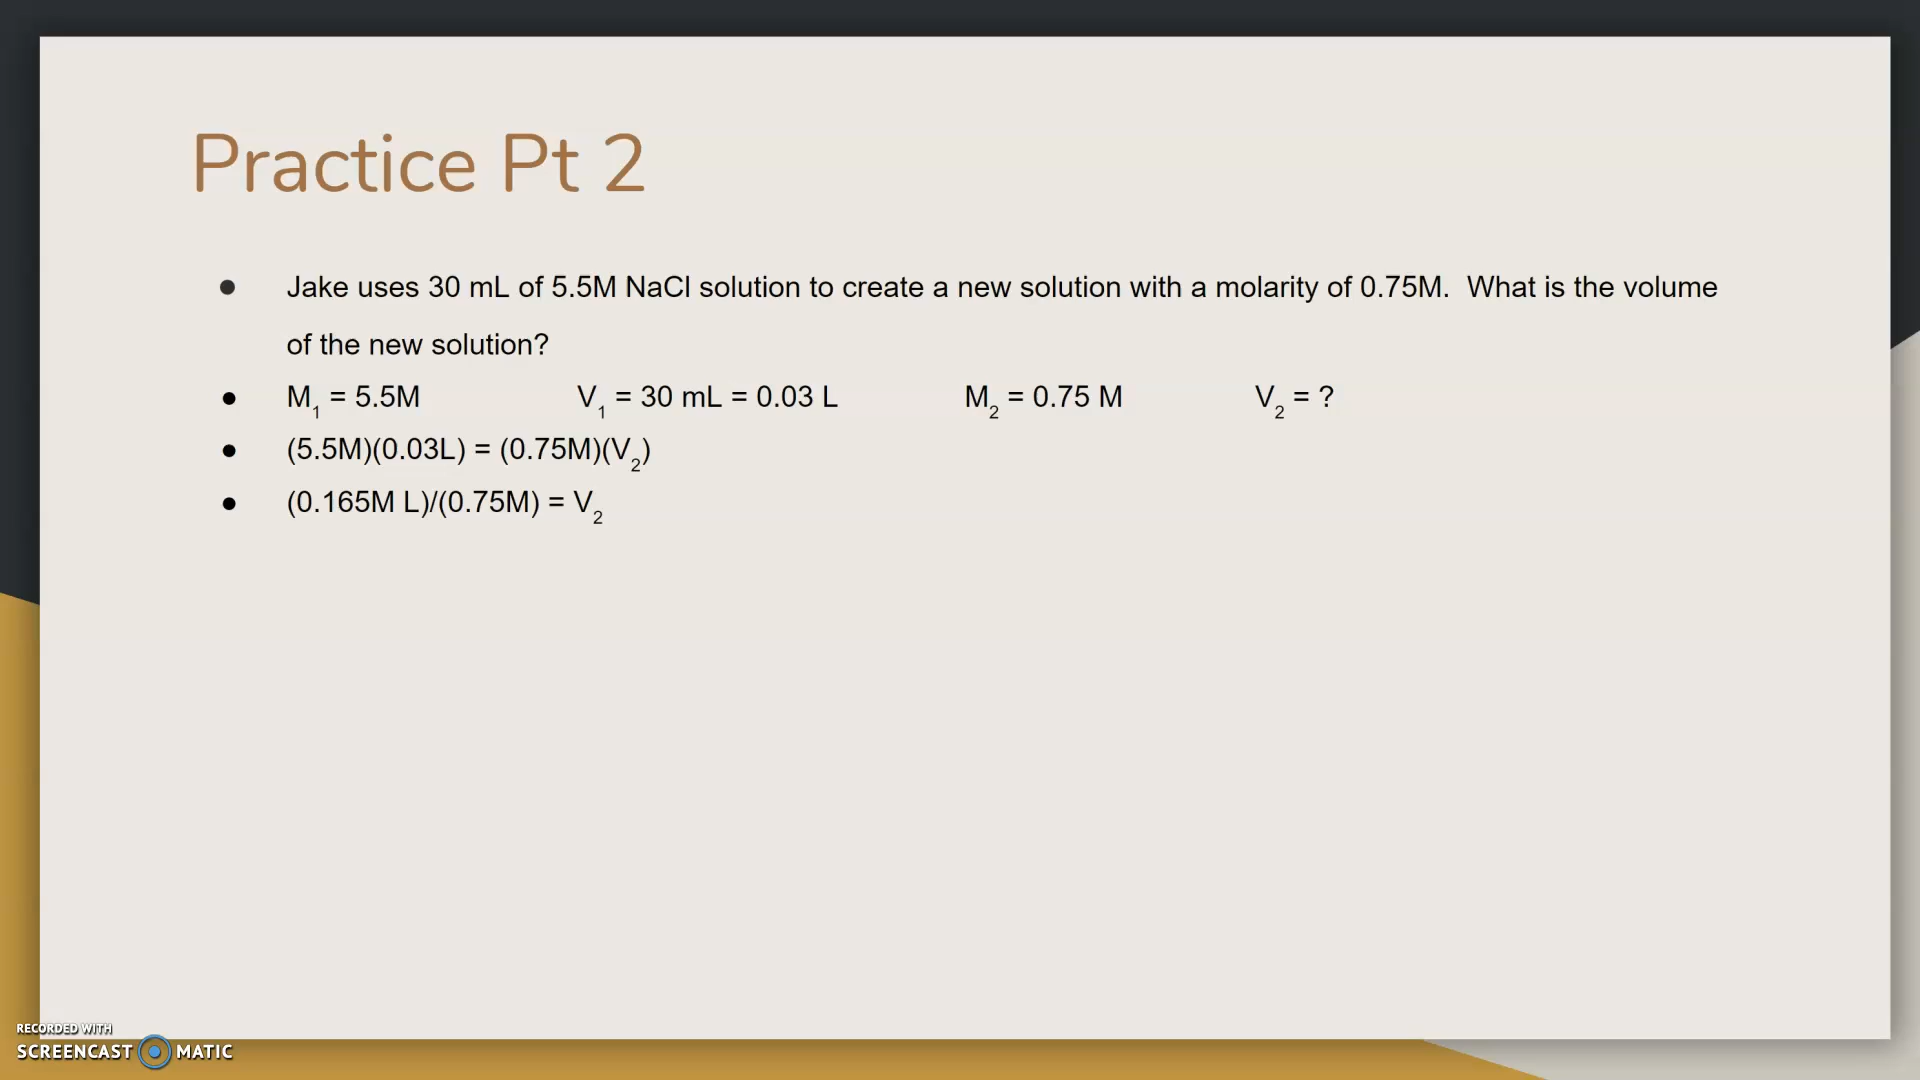 Practice Pt 2
● Jake uses 30 mL of 5.5M NaCl solution to create a new solution with a molarity of 0.75M.  What is the volume
of the new solution?
● M₁ = 5.5M V₁ = 30 mL = 0.03 L M₂ = 0.75 M V₂ = ?
● (5.5M)(0.03L) = (0.75M)(V₂)
● (0.165M L)/(0.75M) = V₂
RECORDED WITH
SCREENCAST MATIC